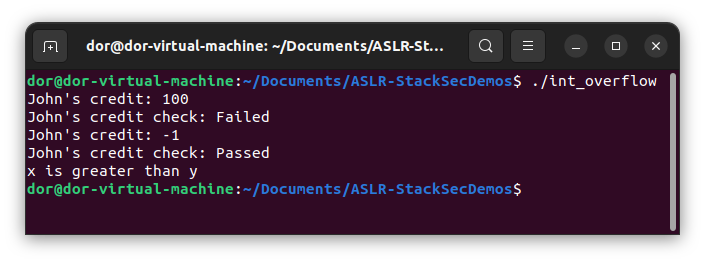 dor@dor-virtual-machine: ~/Documents/ASLR-St...
dor@dor-virtual-machine:~/Documents/ASLR-StackSecDemos$ ./int_overflow
John's credit: 100
John's credit check: Failed
John's credit: -1
John's credit check: Passed
x is greater than y
dor@dor-virtual-machine:~/Documents/ASLR-StackSecDemos$